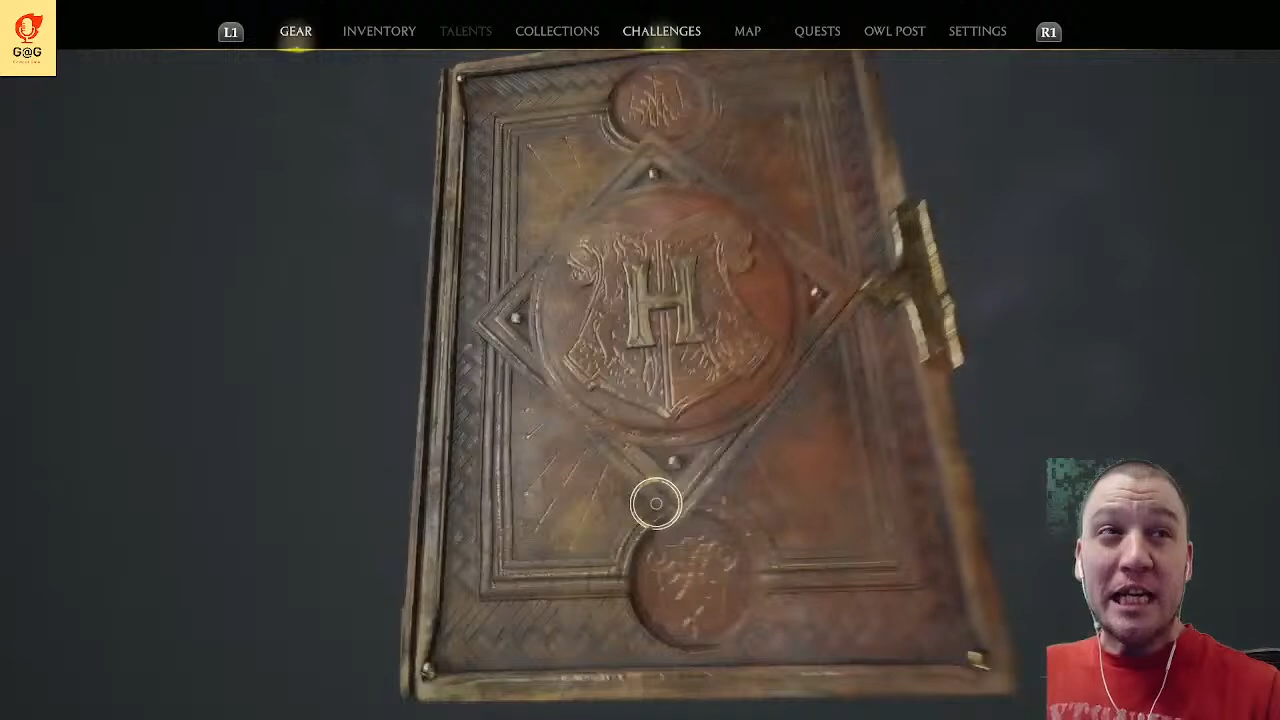 L1 GEAR INVENTORY TALENTS COLLECTIONS CHALLENGES MAP QUESTS OWL POST SETTINGS R1
G@G
H